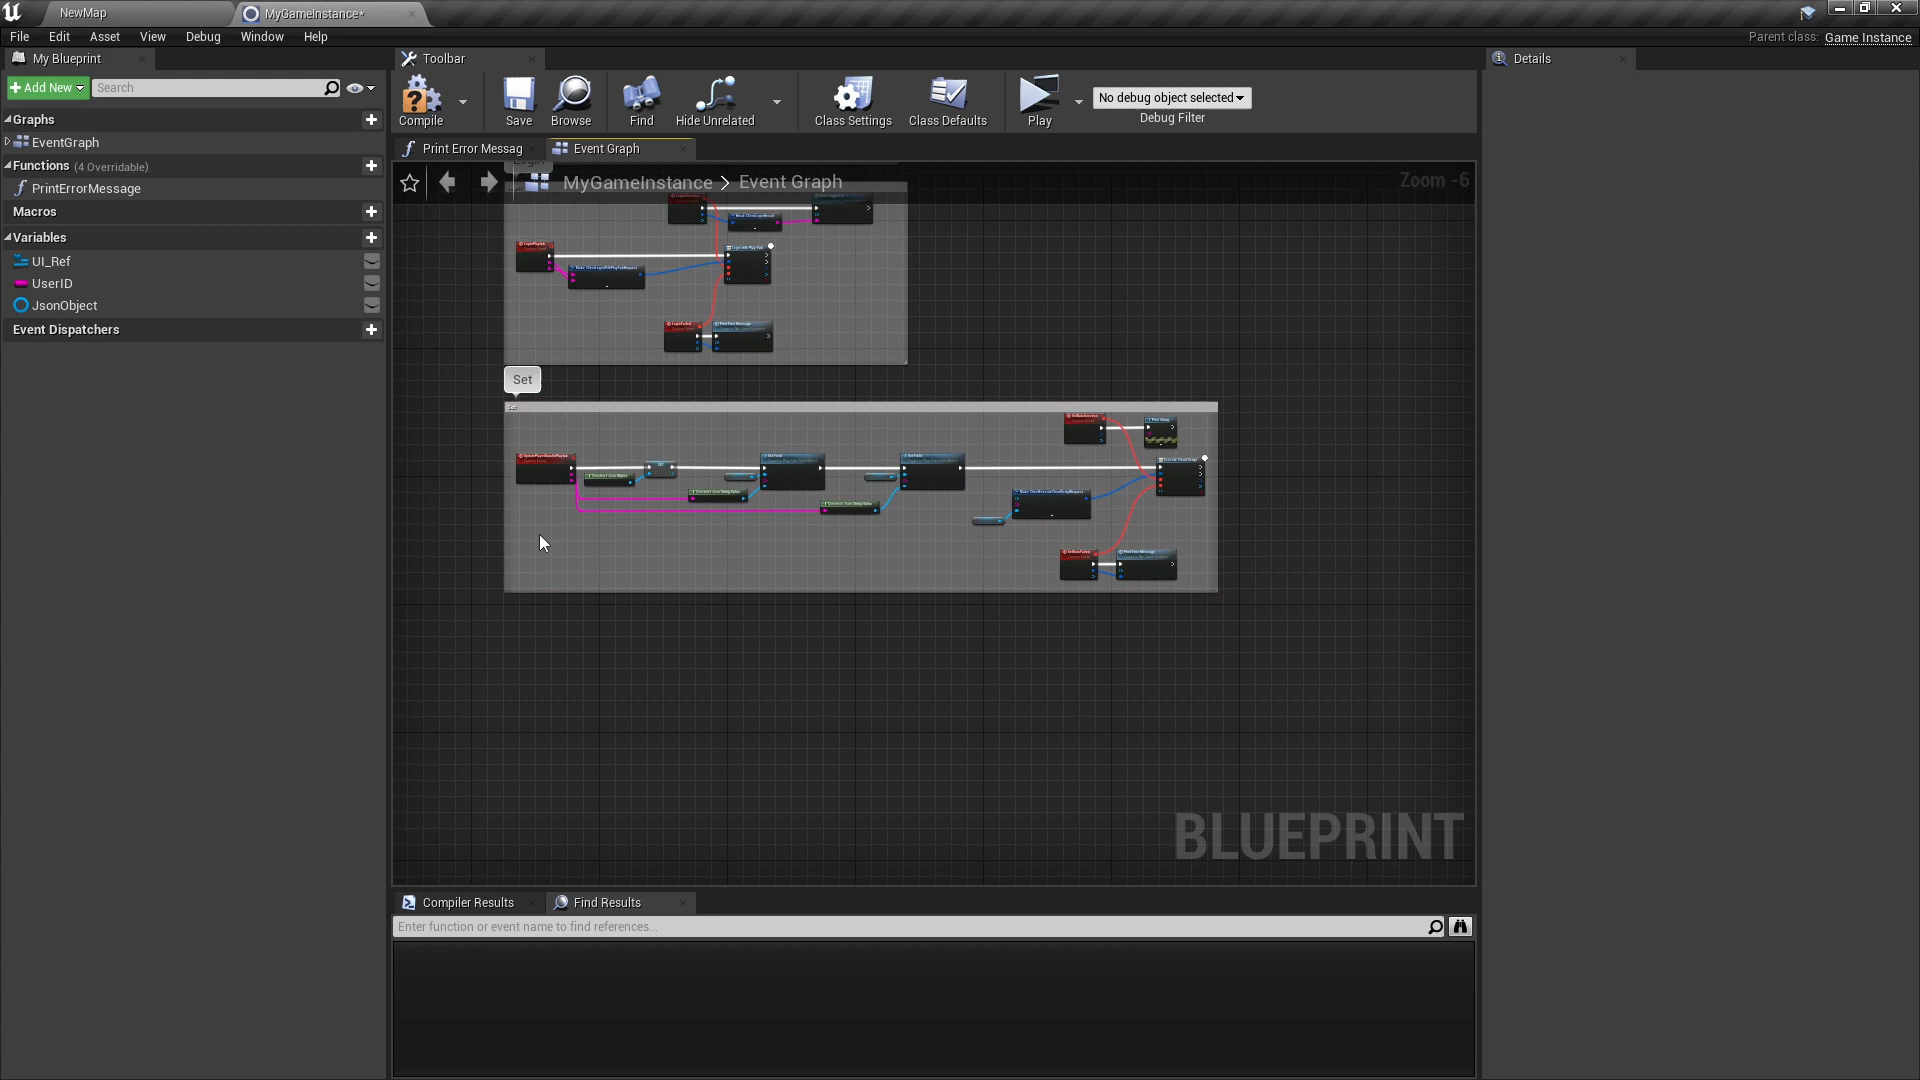 NewMap
MyGameInstance*
File Edit Asset View Debug Window Help
Parent class: Game Instance
My Blueprint
Toolbar
Details
Add New
Search
Compile
Save
Browse
Find
Hide Unrelated
Class Settings
Class Defaults
Play
No debug object selected
Debug Filter
Graphs
EventGraph
Functions (4 Overridable)
PrintErrorMessage
Macros
Variables
UI_Ref
UserID
JsonObject
Event Dispatchers
Print Error Messag
Event Graph
MyGameInstance > Event Graph
Zoom -6
Set
BLUEPRINT
Compiler Results
Find Results
Enter function or event name to find references...